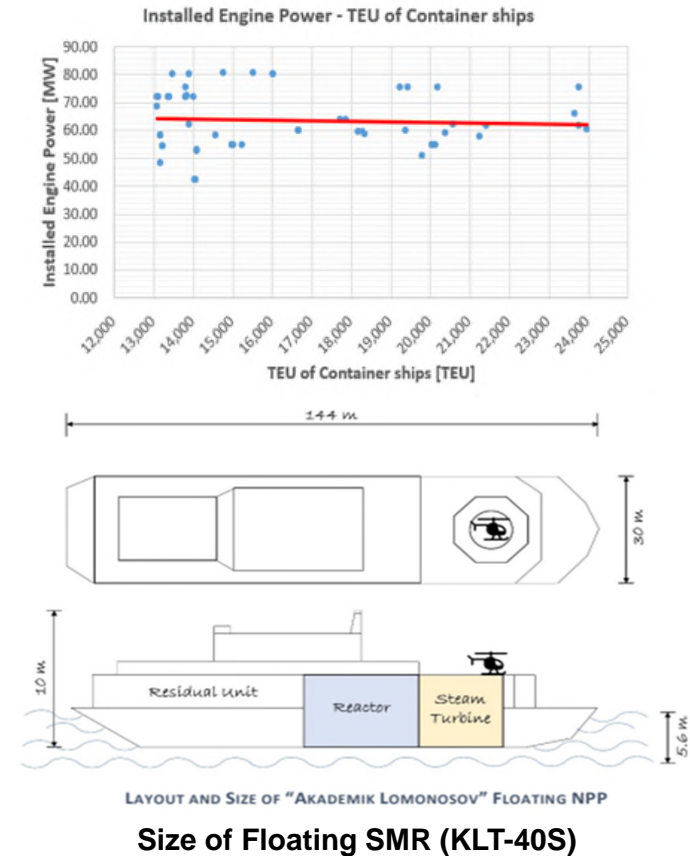 Installed Engine Power - TEU of Container ships
Installed Engine Power [MW]
90.00
80.00
70.00
60.00
50.00
40.00
30.00
20.00
10.00
0.00
12,000
13,000
14,000
15,000
16,000
17,000
18,000
19,000
20,000
21,000
22,000
23,000
24,000
25,000
TEU of Container ships [TEU]
144 m
30 m
10 m
Residual Unit
Reactor
Steam
Turbine
5.6 m
LAYOUT AND SIZE OF "AKADEMIK LOMONOSOV" FLOATING NPP
Size of Floating SMR (KLT-40S)